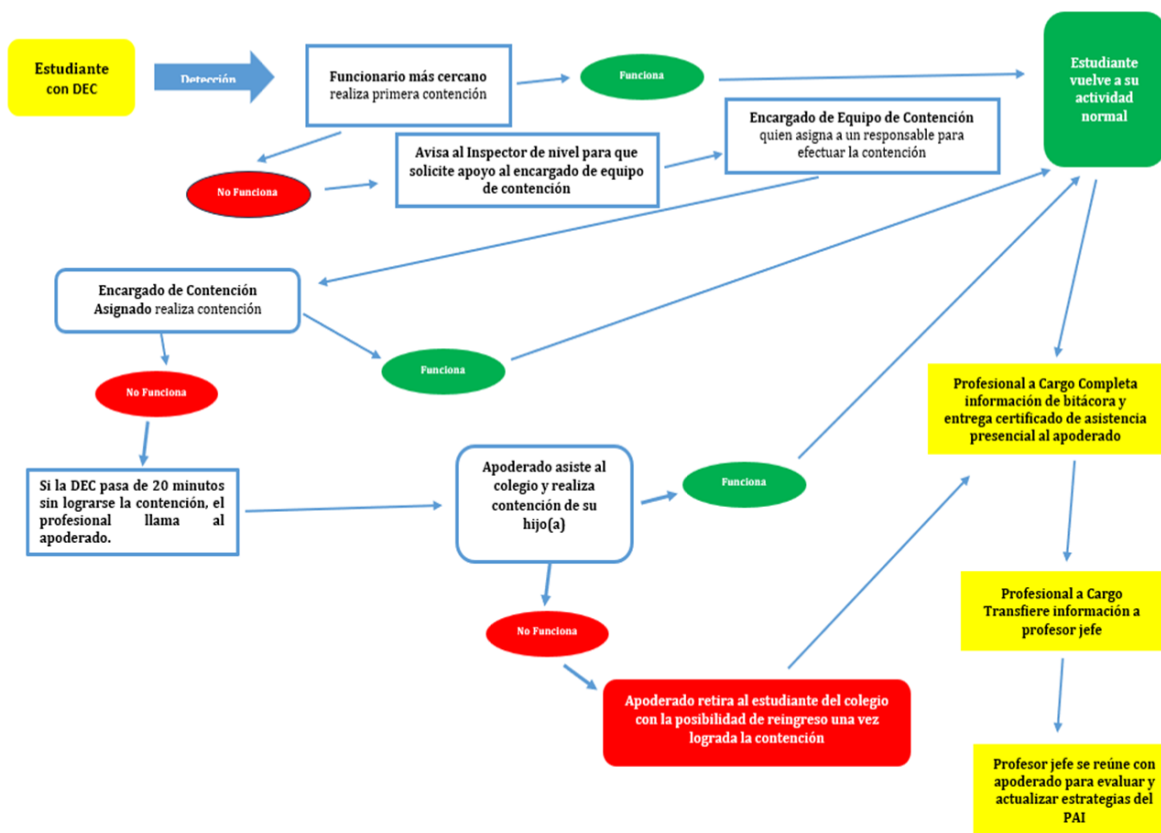 Estudiante
con DEC
Detección
Funcionario más cercano
realiza primera contención
Funciona
Estudiante
vuelve a su
actividad
normal
No Funciona
Avisa al Inspector de nivel para que
solicite apoyo al encargado de equipo
de contención
Encargado de Equipo de Contención
quien asigna a un responsable para
efectuar la contención
Encargado de Contención
Asignado realiza contención
Funciona
No Funciona
Si la DEC pasa de 20 minutos
sin lograrse la contención, el
profesional llama al
apoderado.
Apoderado asiste al
colegio y realiza
contención de su
hijo(a)
Funciona
No Funciona
Apoderado retira al estudiante del colegio
con la posibilidad de reingreso una vez
lograda la contención
Profesional a Cargo Completa
información de bitácora y
entrega certificado de asistencia
presencial al apoderado
Profesional a Cargo
Transfiere información a
profesor jefe
Profesor jefe se reúne con
apoderado para evaluar y
actualizar estrategias del
PAI